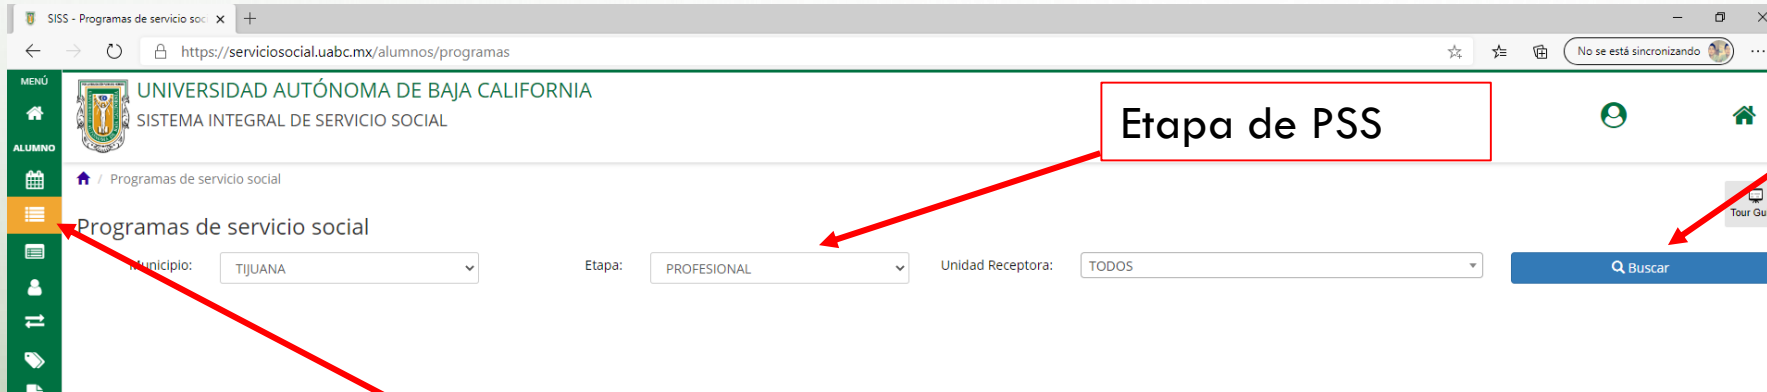 SISS - Programas de servicio soc
https://serviciosocial.uabc.mx/alumnos/programas
No se está sincronizando
MENÚ
UNIVERSIDAD AUTÓNOMA DE BAJA CALIFORNIA
SISTEMA INTEGRAL DE SERVICIO SOCIAL
Etapa de PSS
ALUMNO
/ Programas de servicio social
Tour Gu
Programas de servicio social
Municipio: TIJUANA Etapa: PROFESIONAL Unidad Receptora: TODOS Buscar